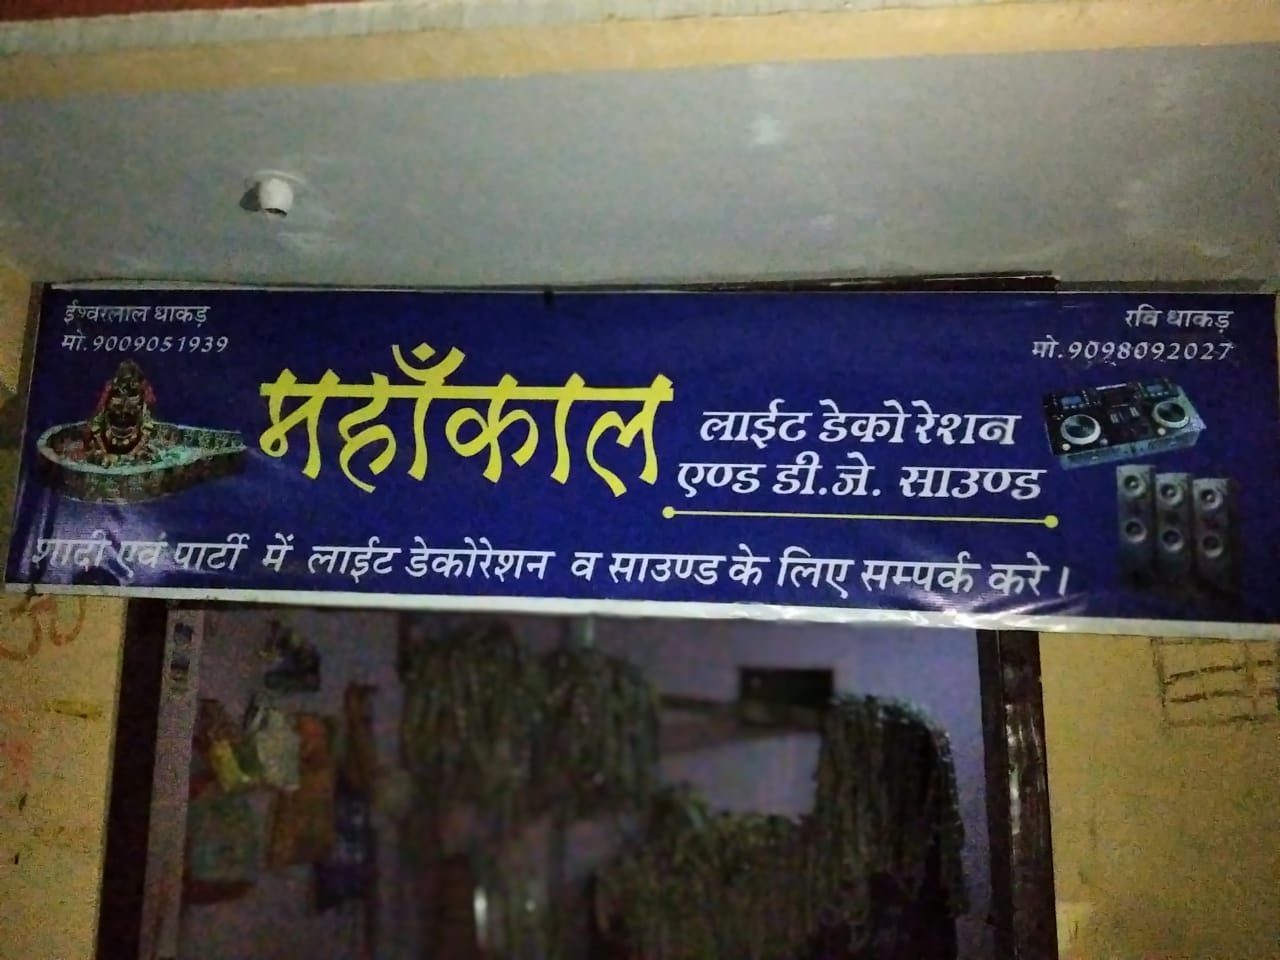 ईश्वरलाल धाकड़
मो.9009051939
रवि धाकड़
मो.9098092027
महाँकाल
लाईट डेकोरेशन
एण्ड डी.जे. साउण्ड
शादी एवं पार्टी में लाईट डेकोरेशन व साउण्ड के लिए सम्पर्क करे।